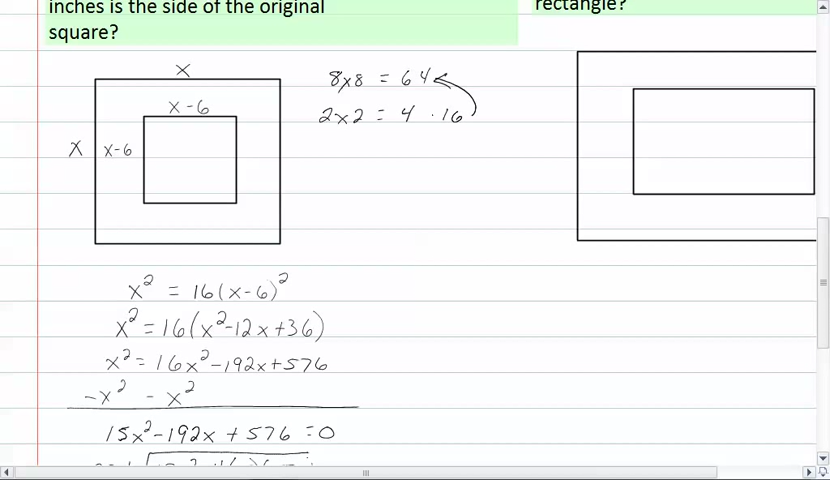 inches is the side of the original
square?
rectangle?
x
x-6
x
x-6
8x8 = 64
2x2 = 4 ·16
x² = 16(x-6)²
x² = 16(x²-12x+36)
x² = 16x²-192x+576
-x² - x²
15x²-192x+576 = 0